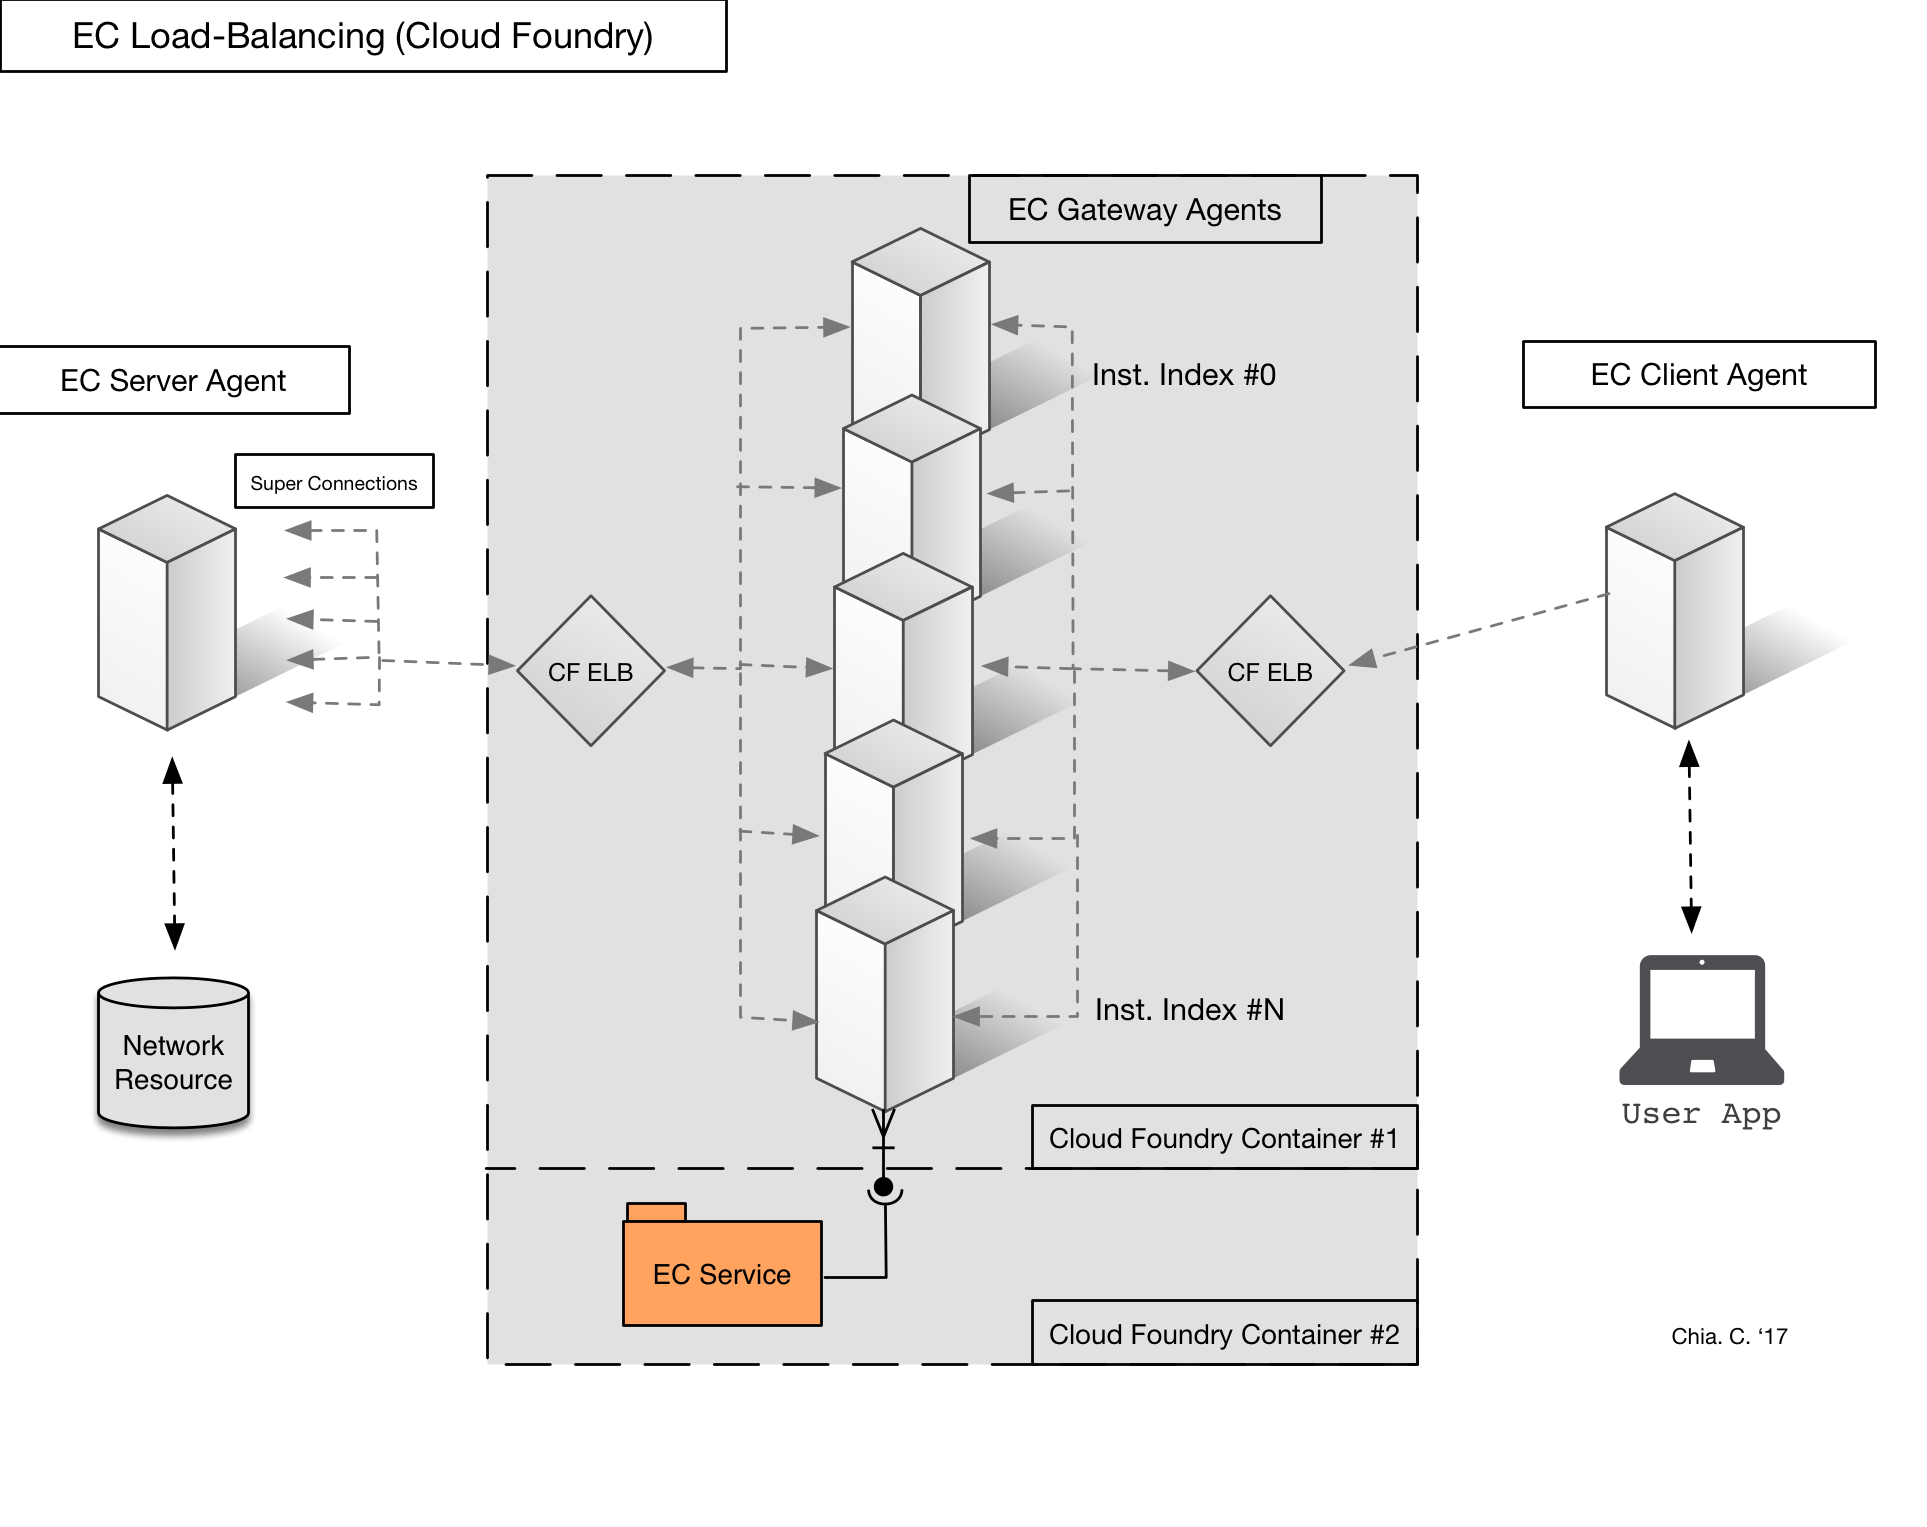 EC Load-Balancing (Cloud Foundry)
EC Gateway Agents
Inst. Index #0
EC Server Agent
EC Client Agent
Super Connections
CF ELB
CF ELB
Inst. Index #N
Network
Resource
User App
Cloud Foundry Container #1
EC Service
Cloud Foundry Container #2
Chia. C. ‘17